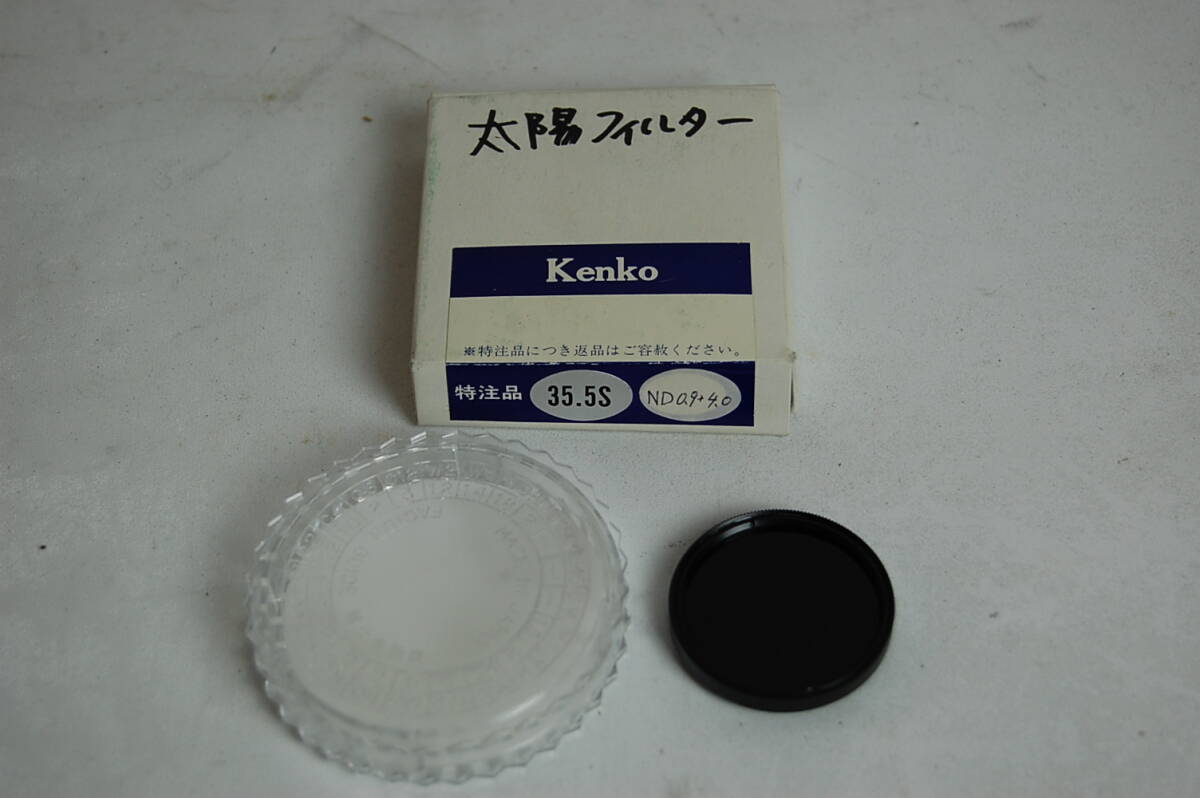 太陽フィルター
Kenko
※特注品につき返品はご容赦ください。
特注品 35.5S ND0.9+4.0